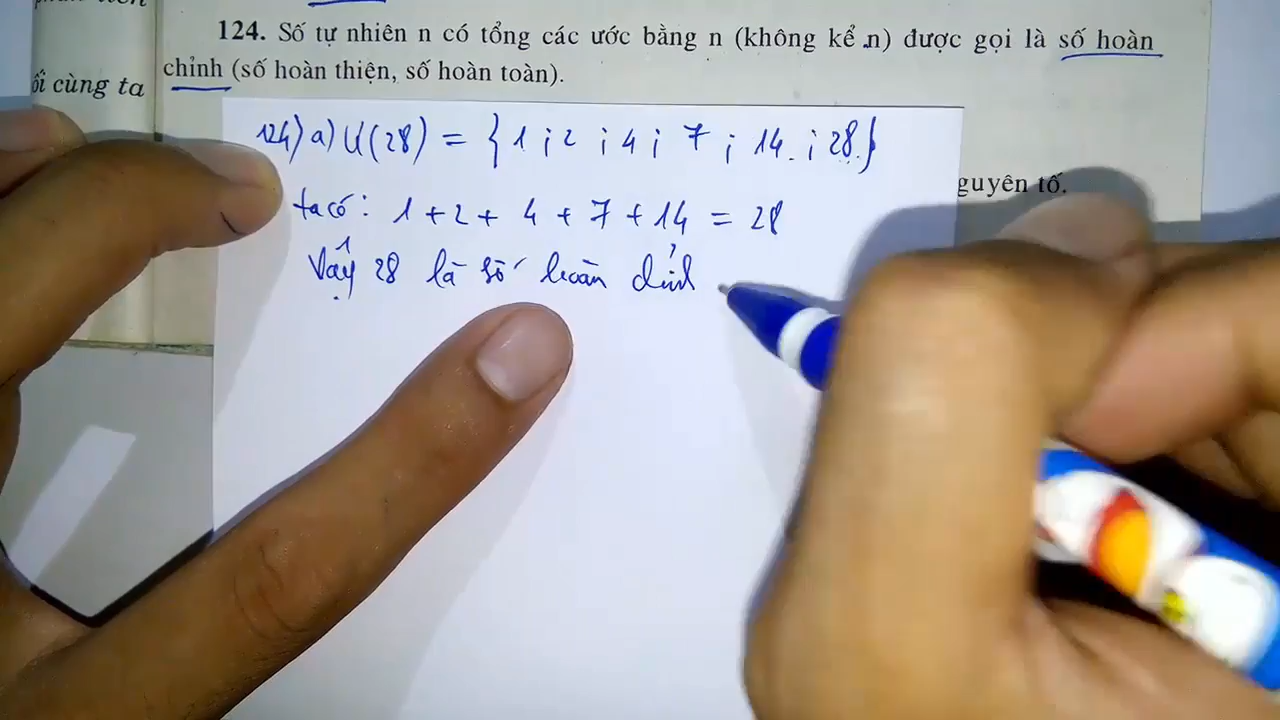 124. Số tự nhiên n có tổng các ước bằng n (không kể n) được gọi là số hoàn
chỉnh (số hoàn thiện, số hoàn toàn).
ối cùng ta
124) a) Ư(28) = { 1 ; 2 ; 4 ; 7 ; 14 ; 28 }
guyên tố.
ta có: 1 + 2 + 4 + 7 + 14 = 28
Vậy 28 là số hoàn chỉnh